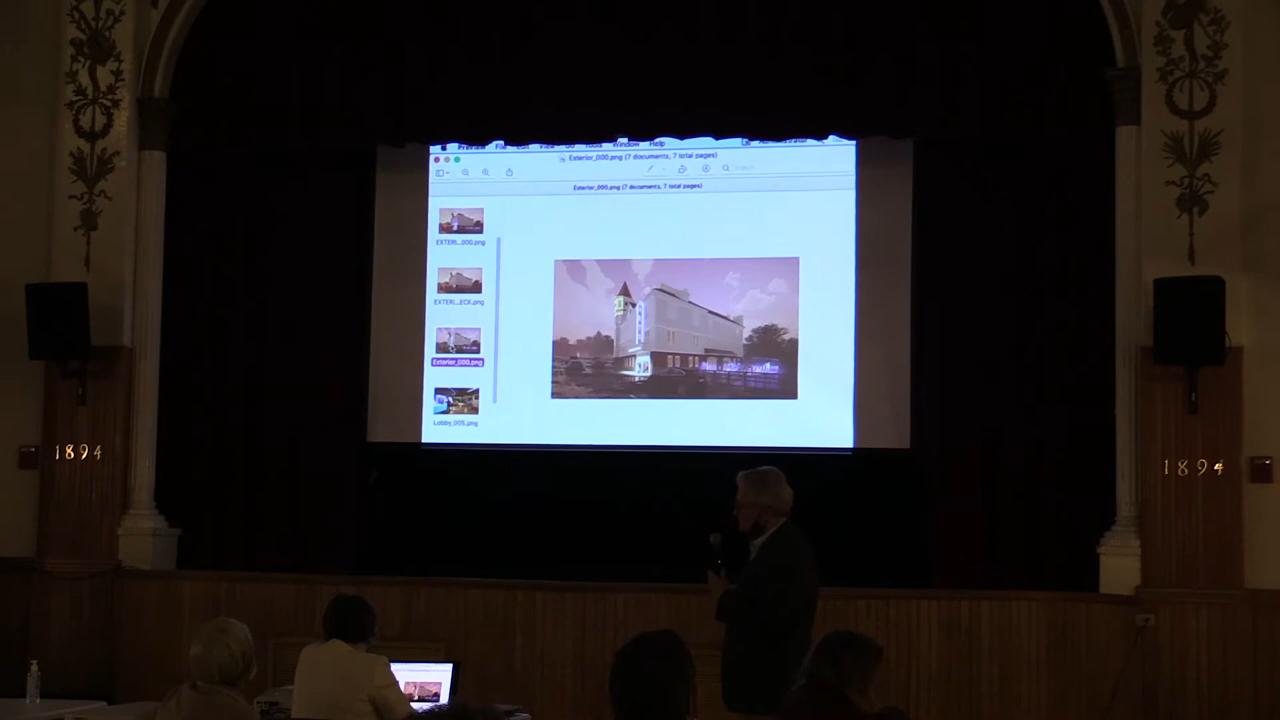 Preview File Edit View Go Tools Window Help
Exterior_000.png (7 documents, 7 total pages)
Search
Exterior_000.png (7 documents, 7 total pages)
EXTERI...000.png
EXTERI...ECK.png
Exterior_000.png
Lobby_005.png
1894
1894